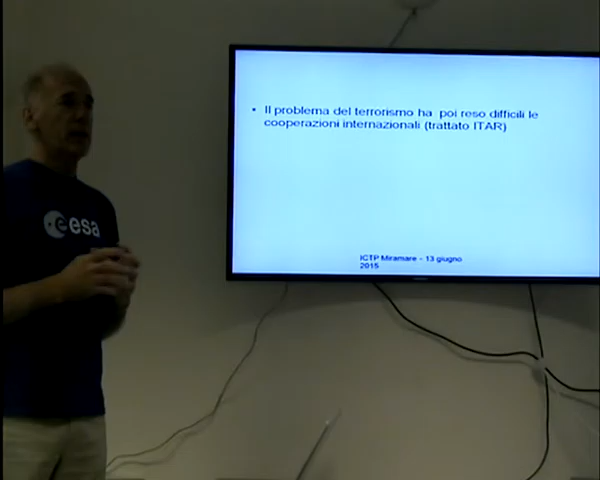 • Il problema del terrorismo ha poi reso difficili le
cooperazioni internazionali (trattato ITAR)
esa
ICTP Miramare - 13 giugno
2015